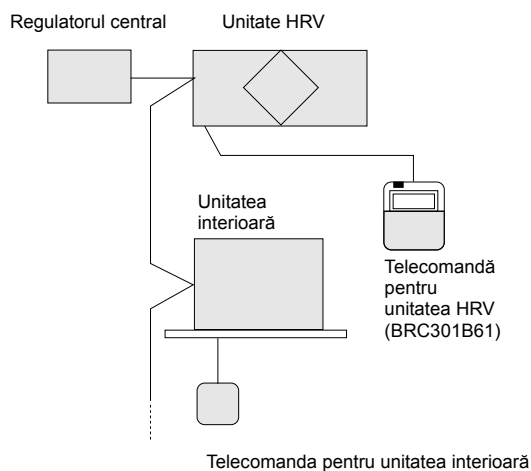 Regulatorul central
Unitate HRV
Unitatea
interioară
Telecomandă
pentru
unitatea HRV
(BRC301B61)
Telecomanda pentru unitatea interioară